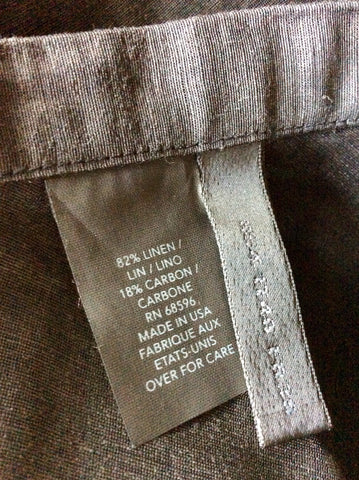 82% LINEN /
LIN / LINO
18% CARBON /
CARBONE
RN 68596
MADE IN USA
FABRIQUE AUX
ETATS-UNIS
OVER FOR CARE